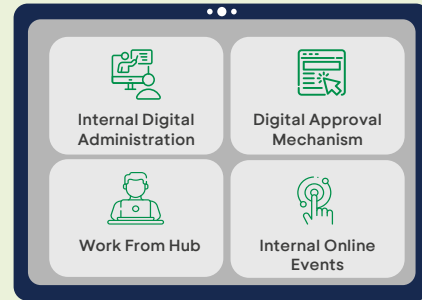 Internal Digital
Administration
Digital Approval
Mechanism
Work From Hub
Internal Online
Events